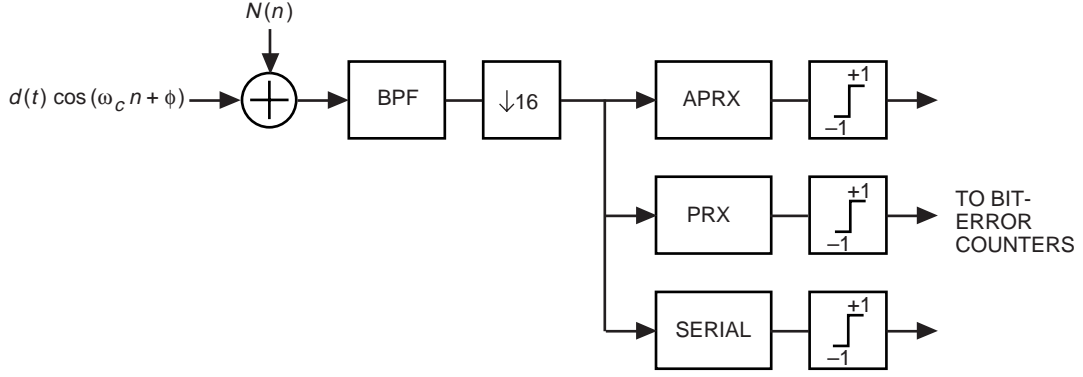 N(n)
d(t) cos (ω_c n + ϕ)
BPF
↓16
APRX
+1
–1
PRX
+1
–1
TO BIT-
ERROR
COUNTERS
SERIAL
+1
–1